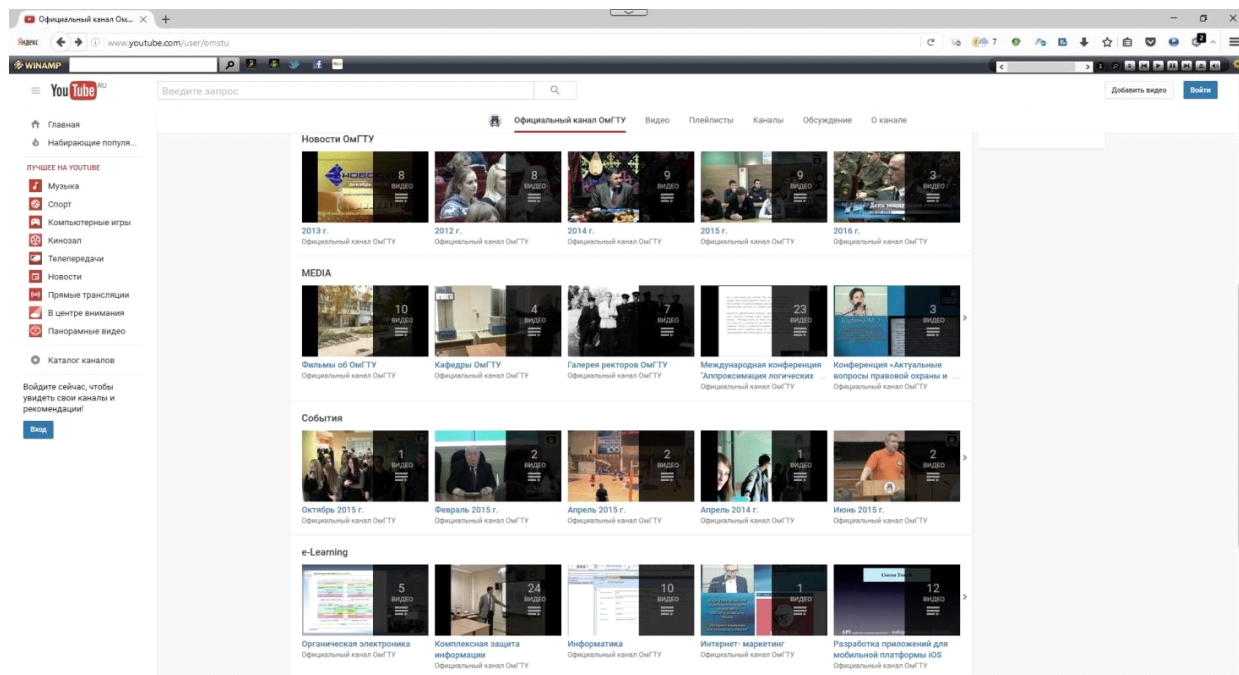 Официальный канал Ом...
Яндекс
www.youtube.com/user/omstu
7
2
WINAMP
YouTube RU
Введите запрос
Добавить видео
Войти
Официальный канал ОмГТУ Видео Плейлисты Каналы Обсуждение О канале
Главная
Набирающие популя...
ЛУЧШЕЕ НА YOUTUBE
Музыка
Спорт
Компьютерные игры
Кинозал
Телепередачи
Новости
Прямые трансляции
В центре внимания
Панорамные видео
Каталог каналов
Войдите сейчас, чтобы
увидеть свои каналы и
рекомендации!
Вход
Новости ОмГТУ
8 ВИДЕО
8 ВИДЕО
9 ВИДЕО
9 ВИДЕО
3 ВИДЕО
2013 г. 2012 г. 2014 г. 2015 г. 2016 г.
Официальный канал ОмГТУ Официальный канал ОмГТУ Официальный канал ОмГТУ Официальный канал ОмГТУ Официальный канал ОмГТУ
MEDIA
10 ВИДЕО
4 ВИДЕО
7 ВИДЕО
23 ВИДЕО
3 ВИДЕО
Фильмы об ОмГТУ
Официальный канал ОмГТУ
Кафедры ОмГТУ
Официальный канал ОмГТУ
Галерея ректоров ОмГТУ
Официальный канал ОмГТУ
Международная конференция
"Аппроксимация логических ...
Официальный канал ОмГТУ
Конференция «Актуальные
вопросы правовой охраны и ...
Официальный канал ОмГТУ
События
1 ВИДЕО
2 ВИДЕО
2 ВИДЕО
1 ВИДЕО
2 ВИДЕО
Октябрь 2015 г. Февраль 2015 г. Апрель 2015 г. Апрель 2014 г. Июнь 2015 г.
Официальный канал ОмГТУ Официальный канал ОмГТУ Официальный канал ОмГТУ Официальный канал ОмГТУ Официальный канал ОмГТУ
e-Learning
5 ВИДЕО
24 ВИДЕО
10 ВИДЕО
1 ВИДЕО
12 ВИДЕО
Органическая электроника
Официальный канал ОмГТУ
Комплексная защита
информации
Официальный канал ОмГТУ
Информатика
Официальный канал ОмГТУ
Интернет- маркетинг
Официальный канал ОмГТУ
Разработка приложений для
мобильной платформы iOS
Официальный канал ОмГТУ